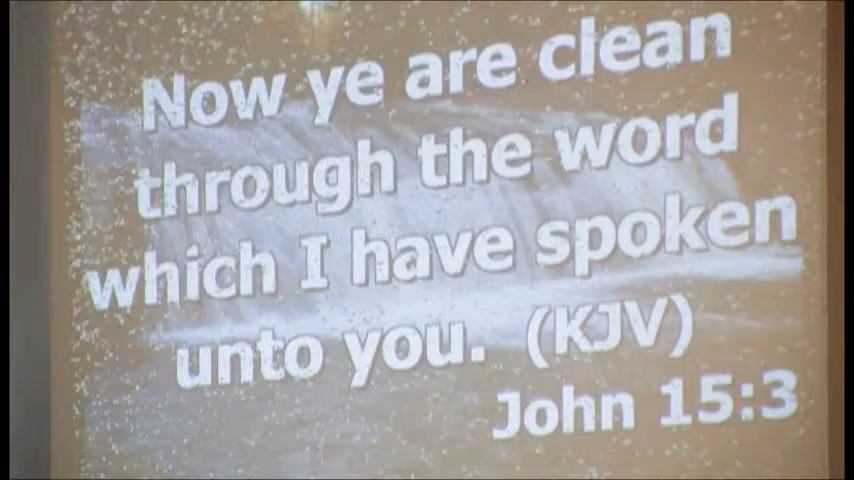 Now ye are clean
through the word
which I have spoken
unto you. (KJV)
John 15:3